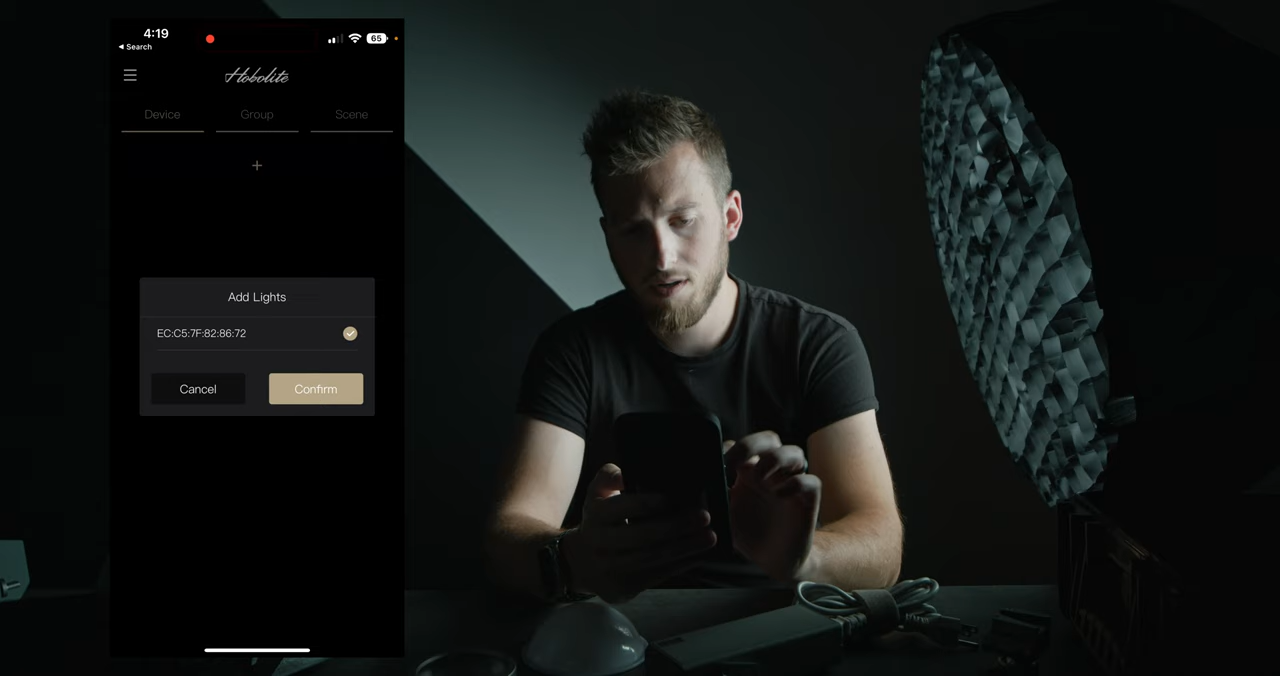 4:19
65
◀ Search
Hobolite
Device Group Scene
+
Add Lights
EC:C5:7F:82:86:72
Cancel Confirm